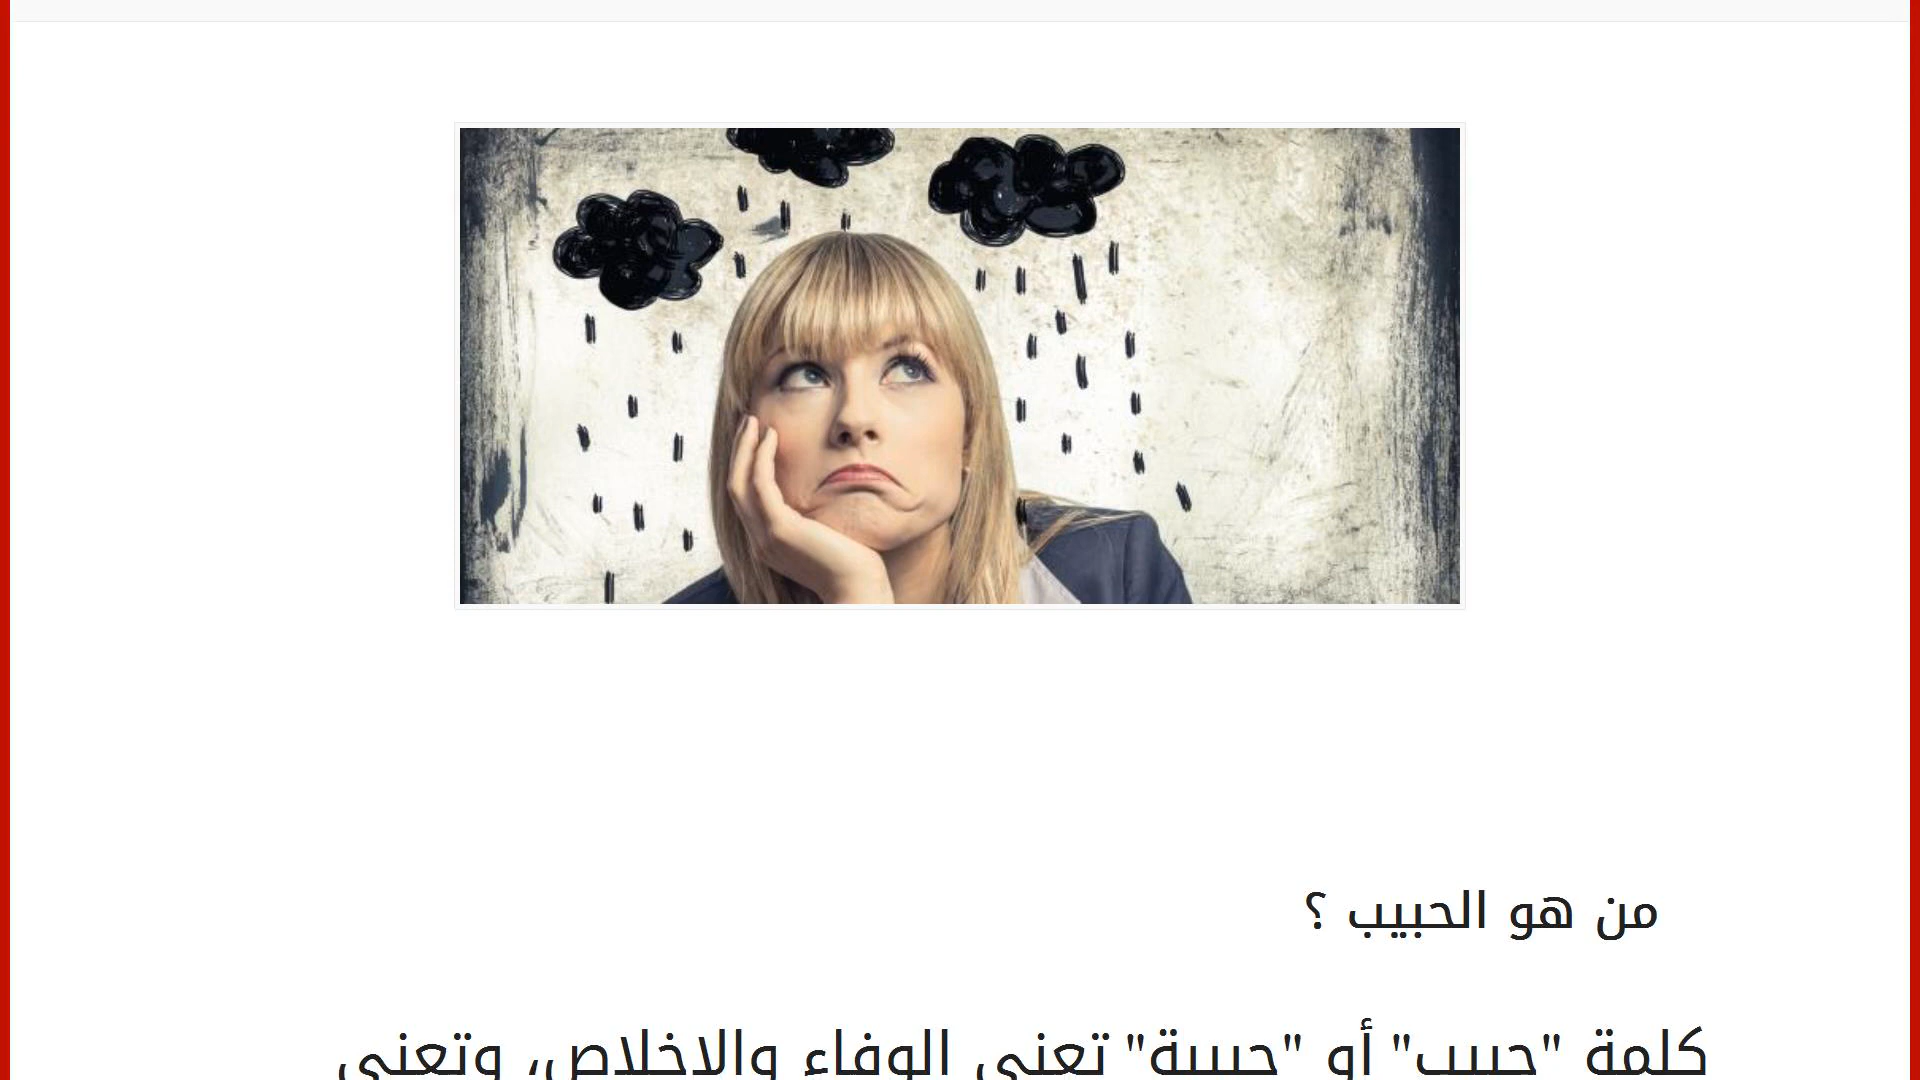 من هو الحبيب ؟
كلمة "حبيب" أو "حبيبة" تعني الوفاء والاخلاص، وتعني